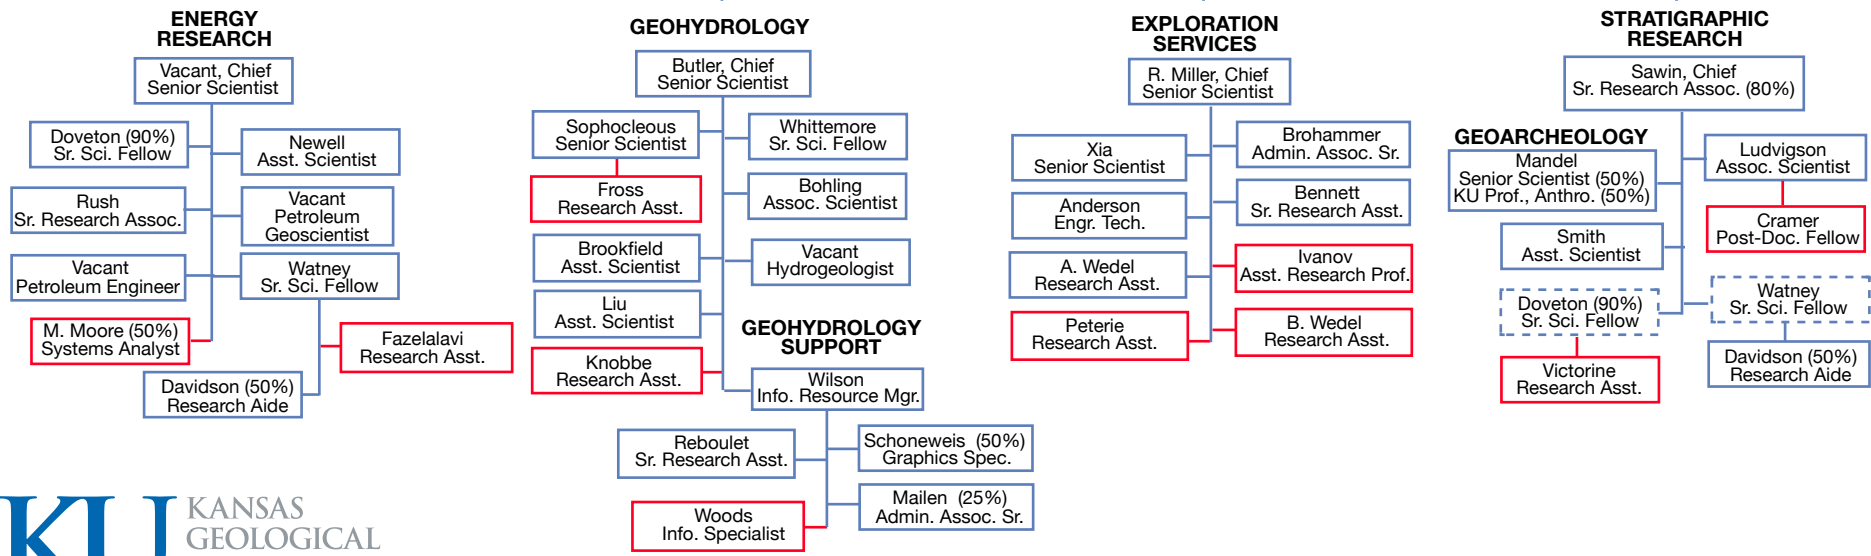 ENERGY
RESEARCH
Vacant, Chief
Senior Scientist
Doveton (90%)
Sr. Sci. Fellow
Newell
Asst. Scientist
Rush
Sr. Research Assoc.
Vacant
Petroleum
Geoscientist
Vacant
Petroleum Engineer
Watney
Sr. Sci. Fellow
M. Moore (50%)
Systems Analyst
Fazelalavi
Research Asst.
Davidson (50%)
Research Aide
GEOHYDROLOGY
Butler, Chief
Senior Scientist
Sophocleous
Senior Scientist
Whittemore
Sr. Sci. Fellow
Fross
Research Asst.
Bohling
Assoc. Scientist
Brookfield
Asst. Scientist
Vacant
Hydrogeologist
Liu
Asst. Scientist
Knobbe
Research Asst.
GEOHYDROLOGY
SUPPORT
Wilson
Info. Resource Mgr.
Reboulet
Sr. Research Asst.
Schoneweis (50%)
Graphics Spec.
Woods
Info. Specialist
Mailen (25%)
Admin. Assoc. Sr.
EXPLORATION
SERVICES
R. Miller, Chief
Senior Scientist
Xia
Senior Scientist
Brohammer
Admin. Assoc. Sr.
Anderson
Engr. Tech.
Bennett
Sr. Research Asst.
A. Wedel
Research Asst.
Ivanov
Asst. Research Prof.
Peterie
Research Asst.
B. Wedel
Research Asst.
STRATIGRAPHIC
RESEARCH
Sawin, Chief
Sr. Research Assoc. (80%)
GEOARCHEOLOGY
Mandel
Senior Scientist (50%)
KU Prof., Anthro. (50%)
Ludvigson
Assoc. Scientist
Cramer
Post-Doc. Fellow
Smith
Asst. Scientist
Doveton (90%)
Sr. Sci. Fellow
Watney
Sr. Sci. Fellow
Victorine
Research Asst.
Davidson (50%)
Research Aide
KU
KANSAS
GEOLOGICAL